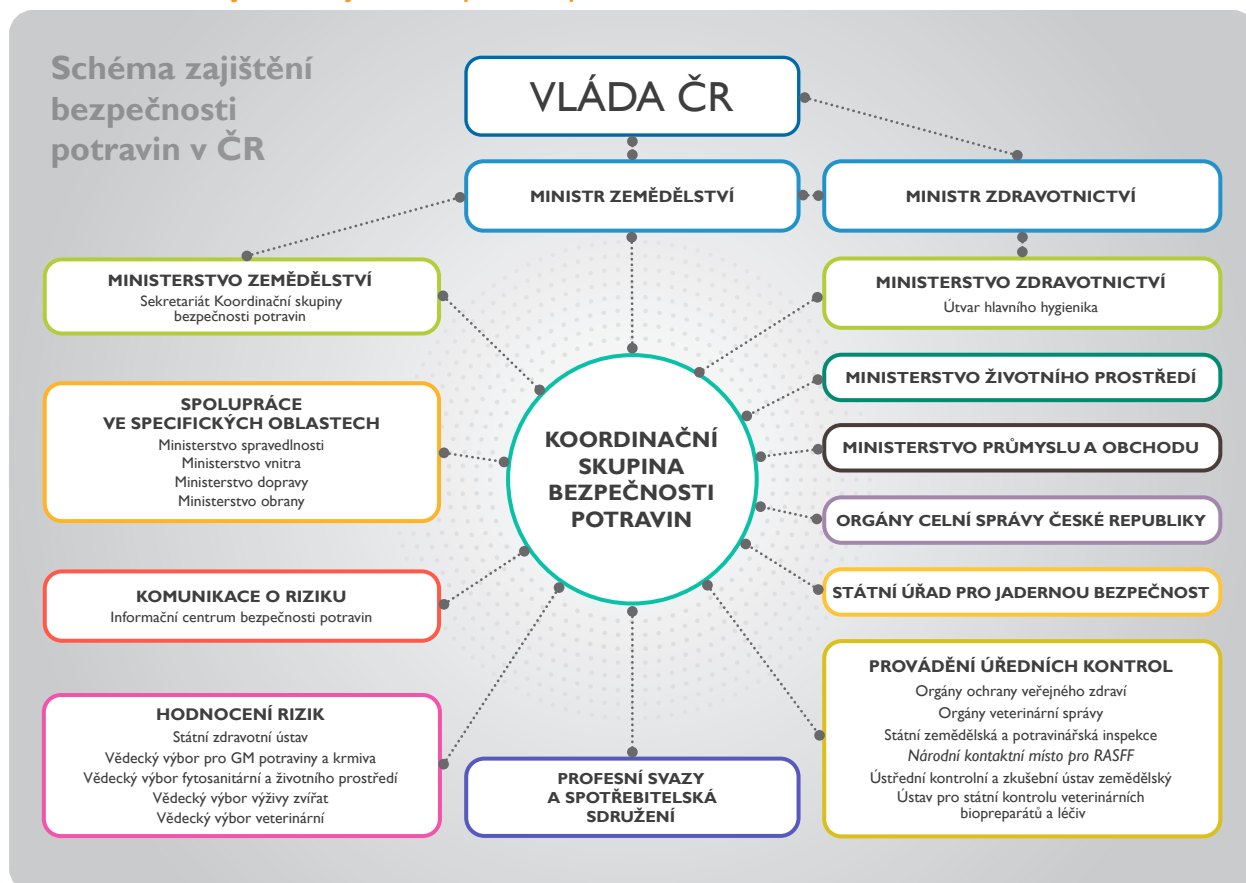 Schéma zajištění
bezpečnosti
potravin v ČR
VLÁDA ČR
MINISTR ZEMĚDĚLSTVÍ
MINISTR ZDRAVOTNICTVÍ
MINISTERSTVO ZEMĚDĚLSTVÍ
Sekretariát Koordinační skupiny
bezpečnosti potravin
MINISTERSTVO ZDRAVOTNICTVÍ
Útvar hlavního hygienika
SPOLUPRÁCE
VE SPECIFICKÝCH OBLASTECH
Ministerstvo spravedlnosti
Ministerstvo vnitra
Ministerstvo dopravy
Ministerstvo obrany
KOORDINAČNÍ
SKUPINA
BEZPEČNOSTI
POTRAVIN
MINISTERSTVO ŽIVOTNÍHO PROSTŘEDÍ
MINISTERSTVO PRŮMYSLU A OBCHODU
ORGÁNY CELNÍ SPRÁVY ČESKÉ REPUBLIKY
STÁTNÍ ÚŘAD PRO JADERNOU BEZPEČNOST
KOMUNIKACE O RIZIKU
Informační centrum bezpečnosti potravin
HODNOCENÍ RIZIK
Státní zdravotní ústav
Vědecký výbor pro GM potraviny a krmiva
Vědecký výbor fytosanitární a životního prostředí
Vědecký výbor výživy zvířat
Vědecký výbor veterinární
PROFESNÍ SVAZY
A SPOTŘEBITELSKÁ
SDRUŽENÍ
PROVÁDĚNÍ ÚŘEDNÍCH KONTROL
Orgány ochrany veřejného zdraví
Orgány veterinární správy
Státní zemědělská a potravinářská inspekce
Národní kontaktní místo pro RASFF
Ústřední kontrolní a zkušební ústav zemědělský
Ústav pro státní kontrolu veterinárních
biopreparátů a léčiv